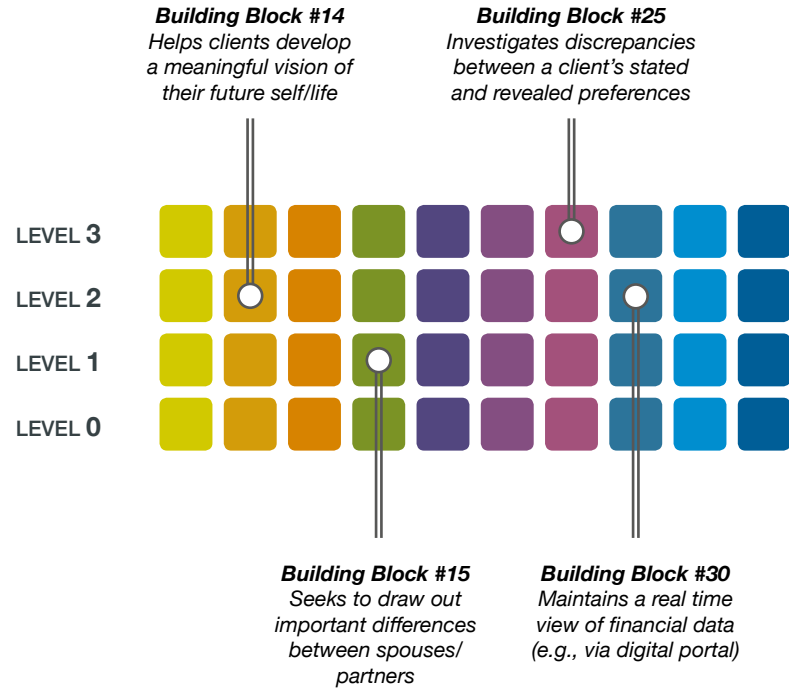 Building Block #14
Helps clients develop
a meaningful vision of
their future self/life
Building Block #25
Investigates discrepancies
between a client’s stated
and revealed preferences
LEVEL 3
LEVEL 2
LEVEL 1
LEVEL 0
Building Block #15
Seeks to draw out
important differences
between spouses/
partners
Building Block #30
Maintains a real time
view of financial data
(e.g., via digital portal)